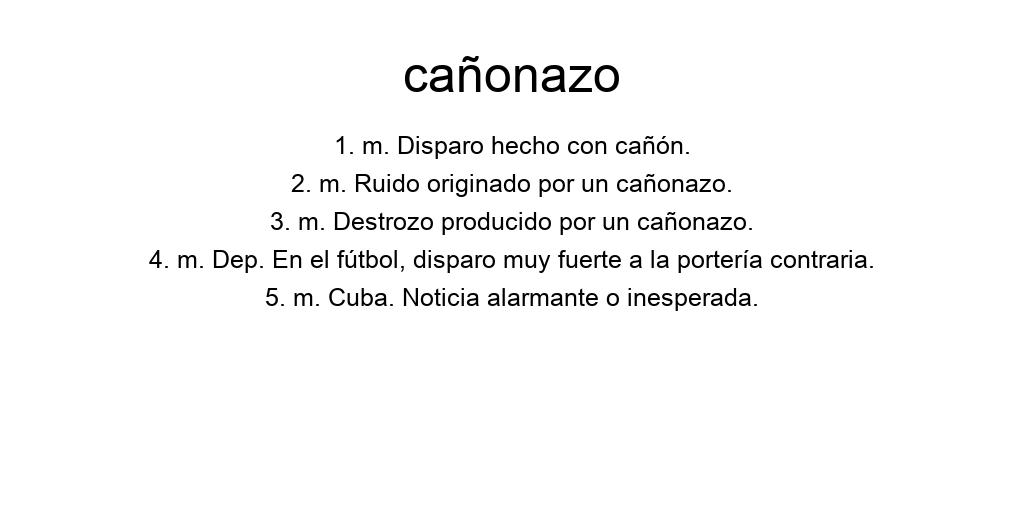 cañonazo
1. m. Disparo hecho con cañón.
2. m. Ruido originado por un cañonazo.
3. m. Destrozo producido por un cañonazo.
4. m. Dep. En el fútbol, disparo muy fuerte a la portería contraria.
5. m. Cuba. Noticia alarmante o inesperada.